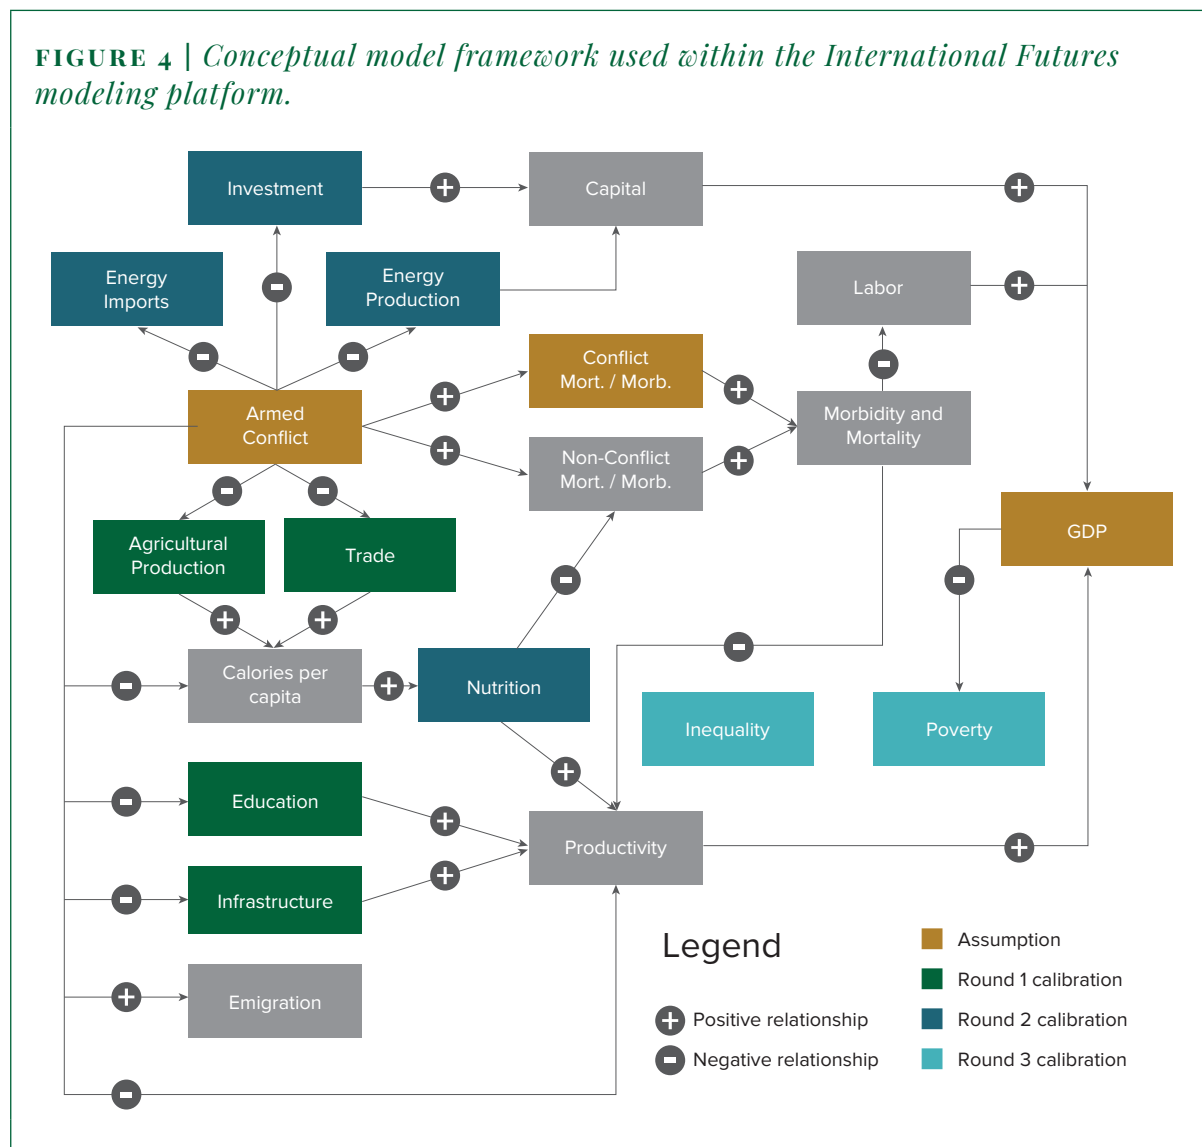 FIGURE 4 | Conceptual model framework used within the International Futures
modeling platform.
Investment
Capital
Energy
Imports
Energy
Production
Labor
Conflict
Mort. / Morb.
Armed
Conflict
Morbidity and
Mortality
Non-Conflict
Mort. / Morb.
Agricultural
Production
Trade
GDP
Calories per
capita
Nutrition
Inequality
Poverty
Education
Productivity
Infrastructure
Emigration
Legend
Positive relationship
Negative relationship
Assumption
Round 1 calibration
Round 2 calibration
Round 3 calibration